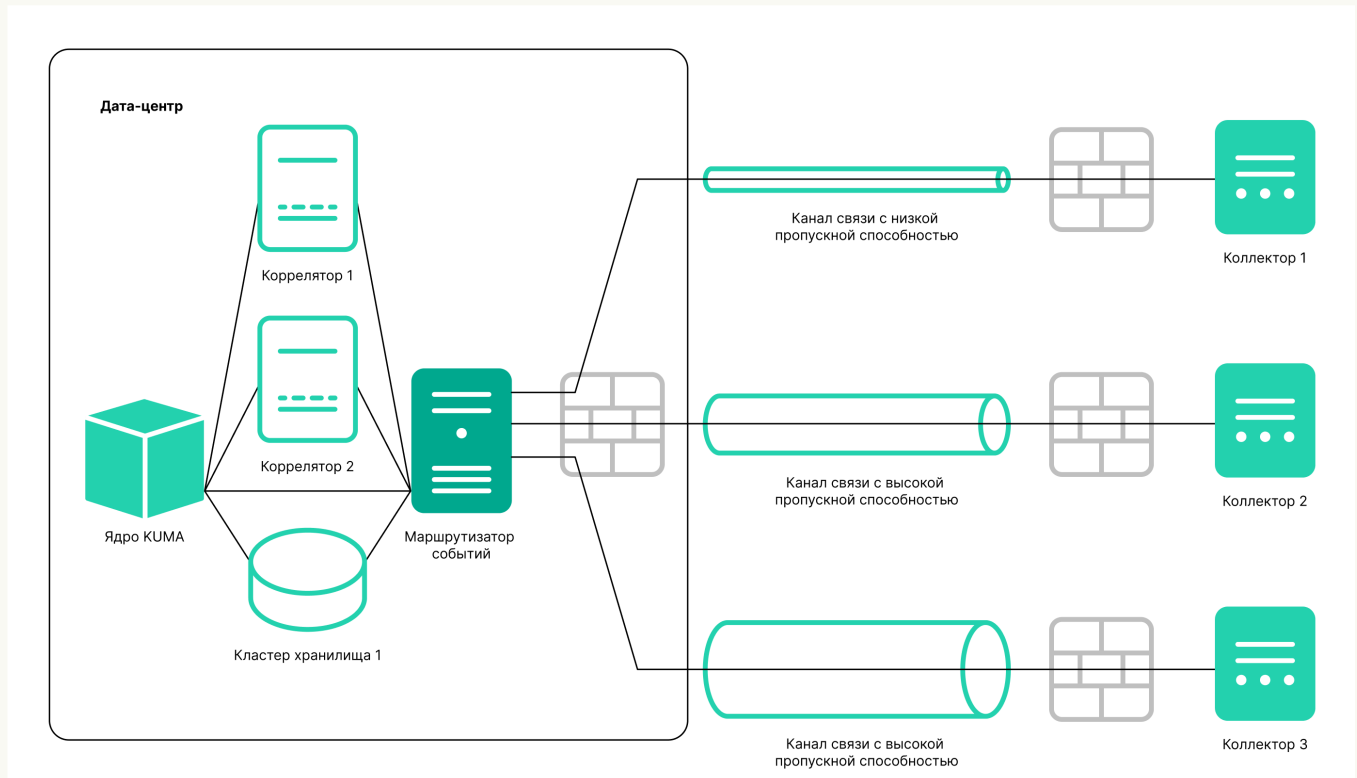 Дата-центр
Коррелятор 1
Коррелятор 2
Ядро KUMA
Маршрутизатор
событий
Кластер хранилища 1
Канал связи с низкой
пропускной способностью
Коллектор 1
Канал связи с высокой
пропускной способностью
Коллектор 2
Канал связи с высокой
пропускной способностью
Коллектор 3